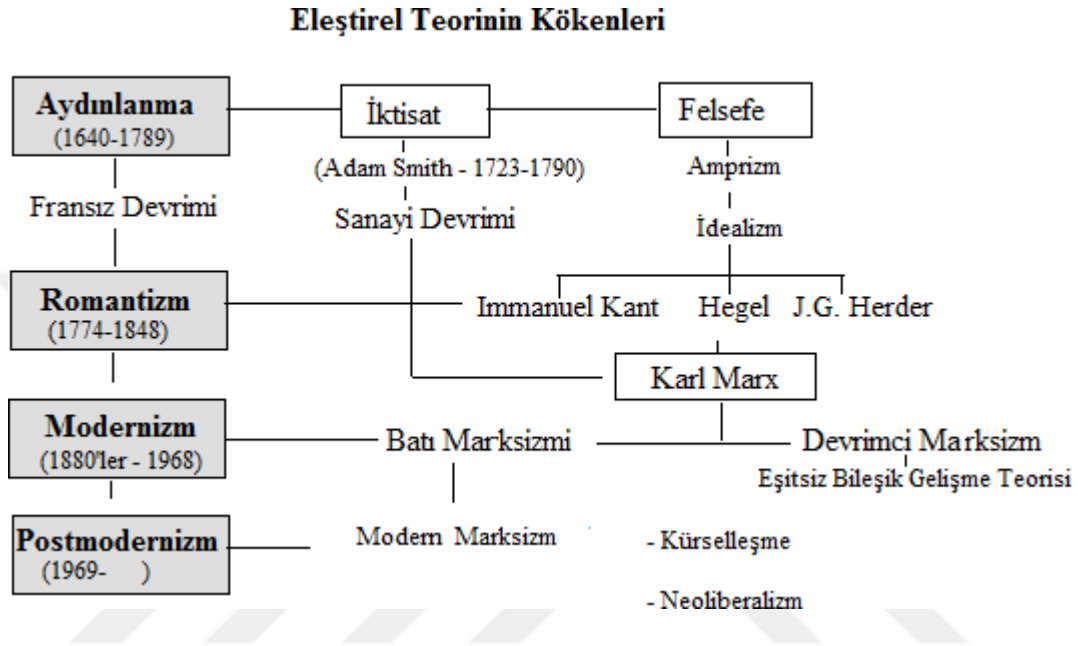 Eleştirel Teorinin Kökenleri
Aydınlanma
(1640-1789)
İktisat
Felsefe
(Adam Smith - 1723-1790)
Amprizm
Fransız Devrimi
Sanayi Devrimi
İdealizm
Romantizm
(1774-1848)
Immanuel Kant
Hegel
J.G. Herder
Karl Marx
Modernizm
(1880'ler - 1968)
Batı Marksizmi
Devrimci Marksizm
Eşitsiz Bileşik Gelişme Teorisi
Postmodernizm
(1969- )
Modern Marksizm
- Kürselleşme
- Neoliberalizm